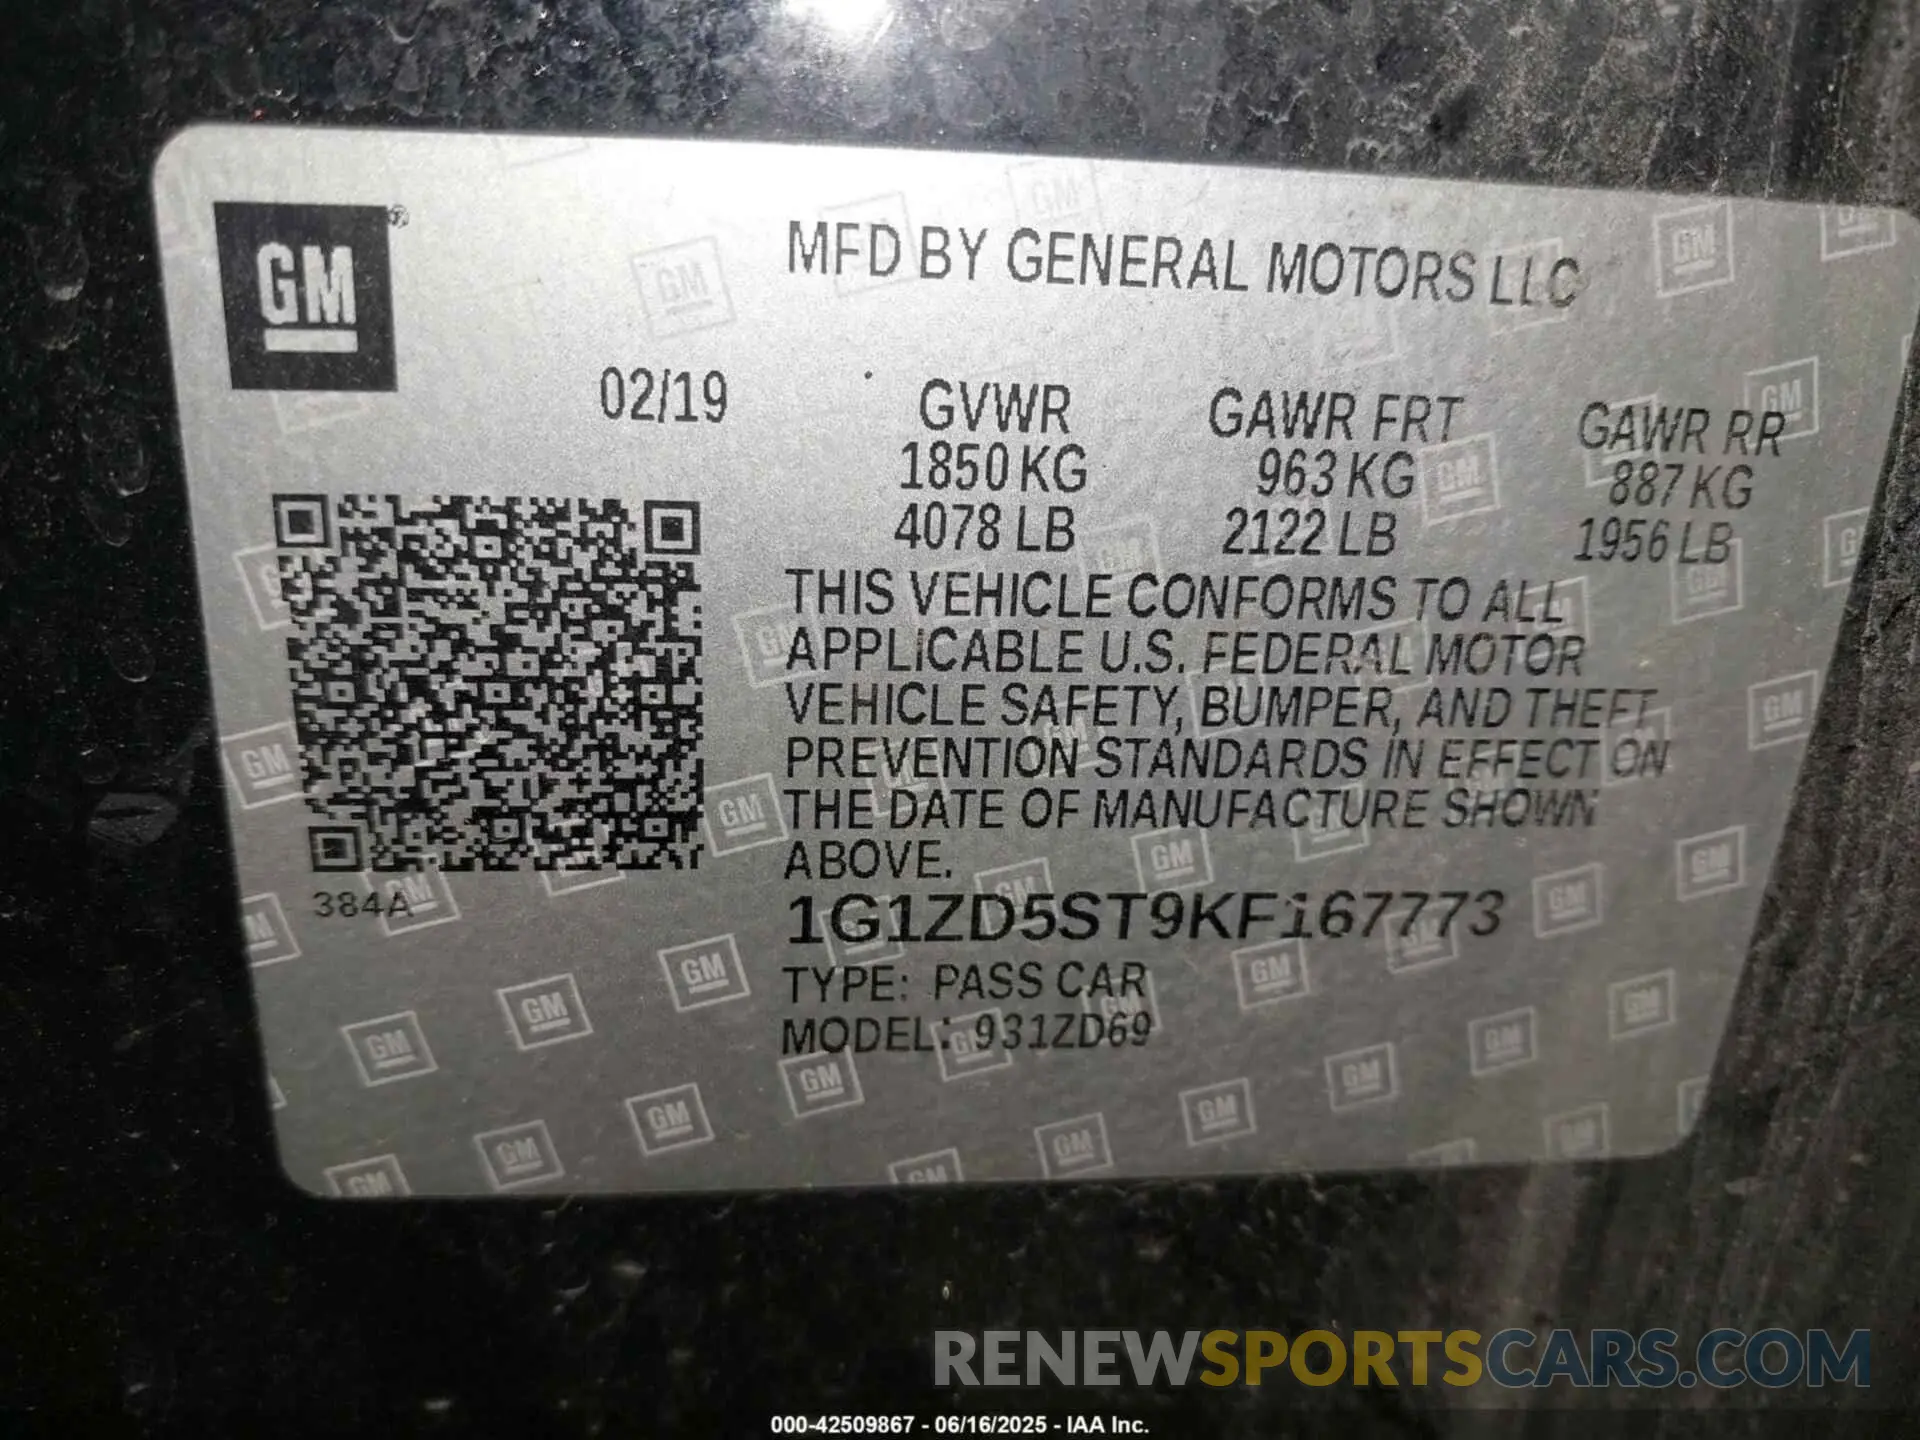 GM®
MFD BY GENERAL MOTORS LLC
02/19
GVWR
1850 KG
4078 LB
GAWR FRT
963 KG
2122 LB
GAWR RR
887 KG
1956 LB
THIS VEHICLE CONFORMS TO ALL
APPLICABLE U.S. FEDERAL MOTOR
VEHICLE SAFETY, BUMPER, AND THEFT
PREVENTION STANDARDS IN EFFECT ON
THE DATE OF MANUFACTURE SHOWN
ABOVE.
384A
1G1ZD5ST9KF167773
TYPE: PASS CAR
MODEL: 931ZD69
RENEWSPORTSCARS.COM
000-42509867 - 06/16/2025 - IAA Inc.